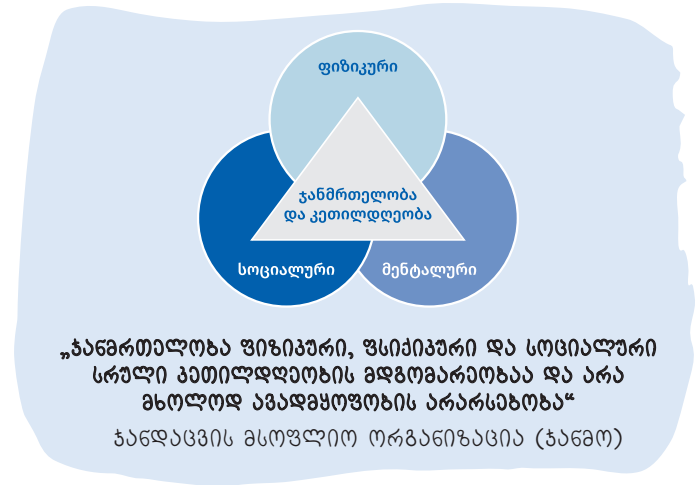 ფიზიკური
ჯანმრთელობა
და კეთილდღეობა
სოციალური
მენტალური
„ჯანმრთელობა ფიზიკური, ფსიქიკური და სოციალური
სრული კეთილდღეობის მდგომარეობაა და არა
მხოლოდ ავადმყოფობის არარსებობა“
ჯანდაცვის მსოფლიო ორგანიზაცია (ჯანმო)